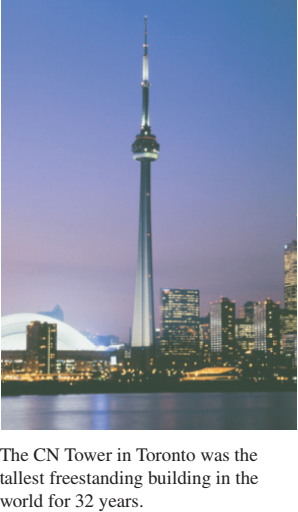 The CN Tower in Toronto was the
tallest freestanding building in the
world for 32 years.